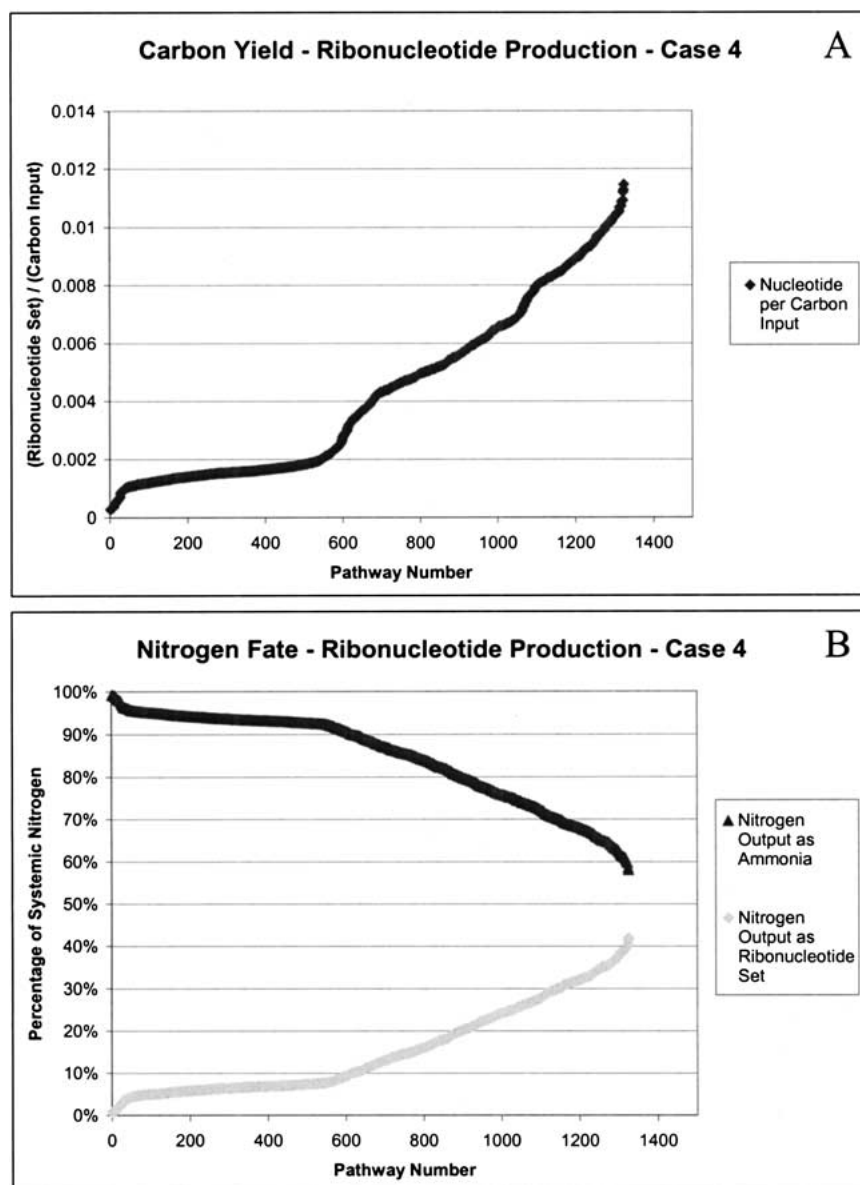 Carbon Yield - Ribonucleotide Production - Case 4
A
(Ribonucleotide Set) / (Carbon Input)
0.014
0.012
0.01
0.008
0.006
0.004
0.002
0
0 200 400 600 800 1000 1200 1400
Pathway Number
Nucleotide
per Carbon
Input
Nitrogen Fate - Ribonucleotide Production - Case 4
B
Percentage of Systemic Nitrogen
100%
90%
80%
70%
60%
50%
40%
30%
20%
10%
0%
0 200 400 600 800 1000 1200 1400
Pathway Number
Nitrogen
Output as
Ammonia
Nitrogen
Output as
Ribonucleotide
Set